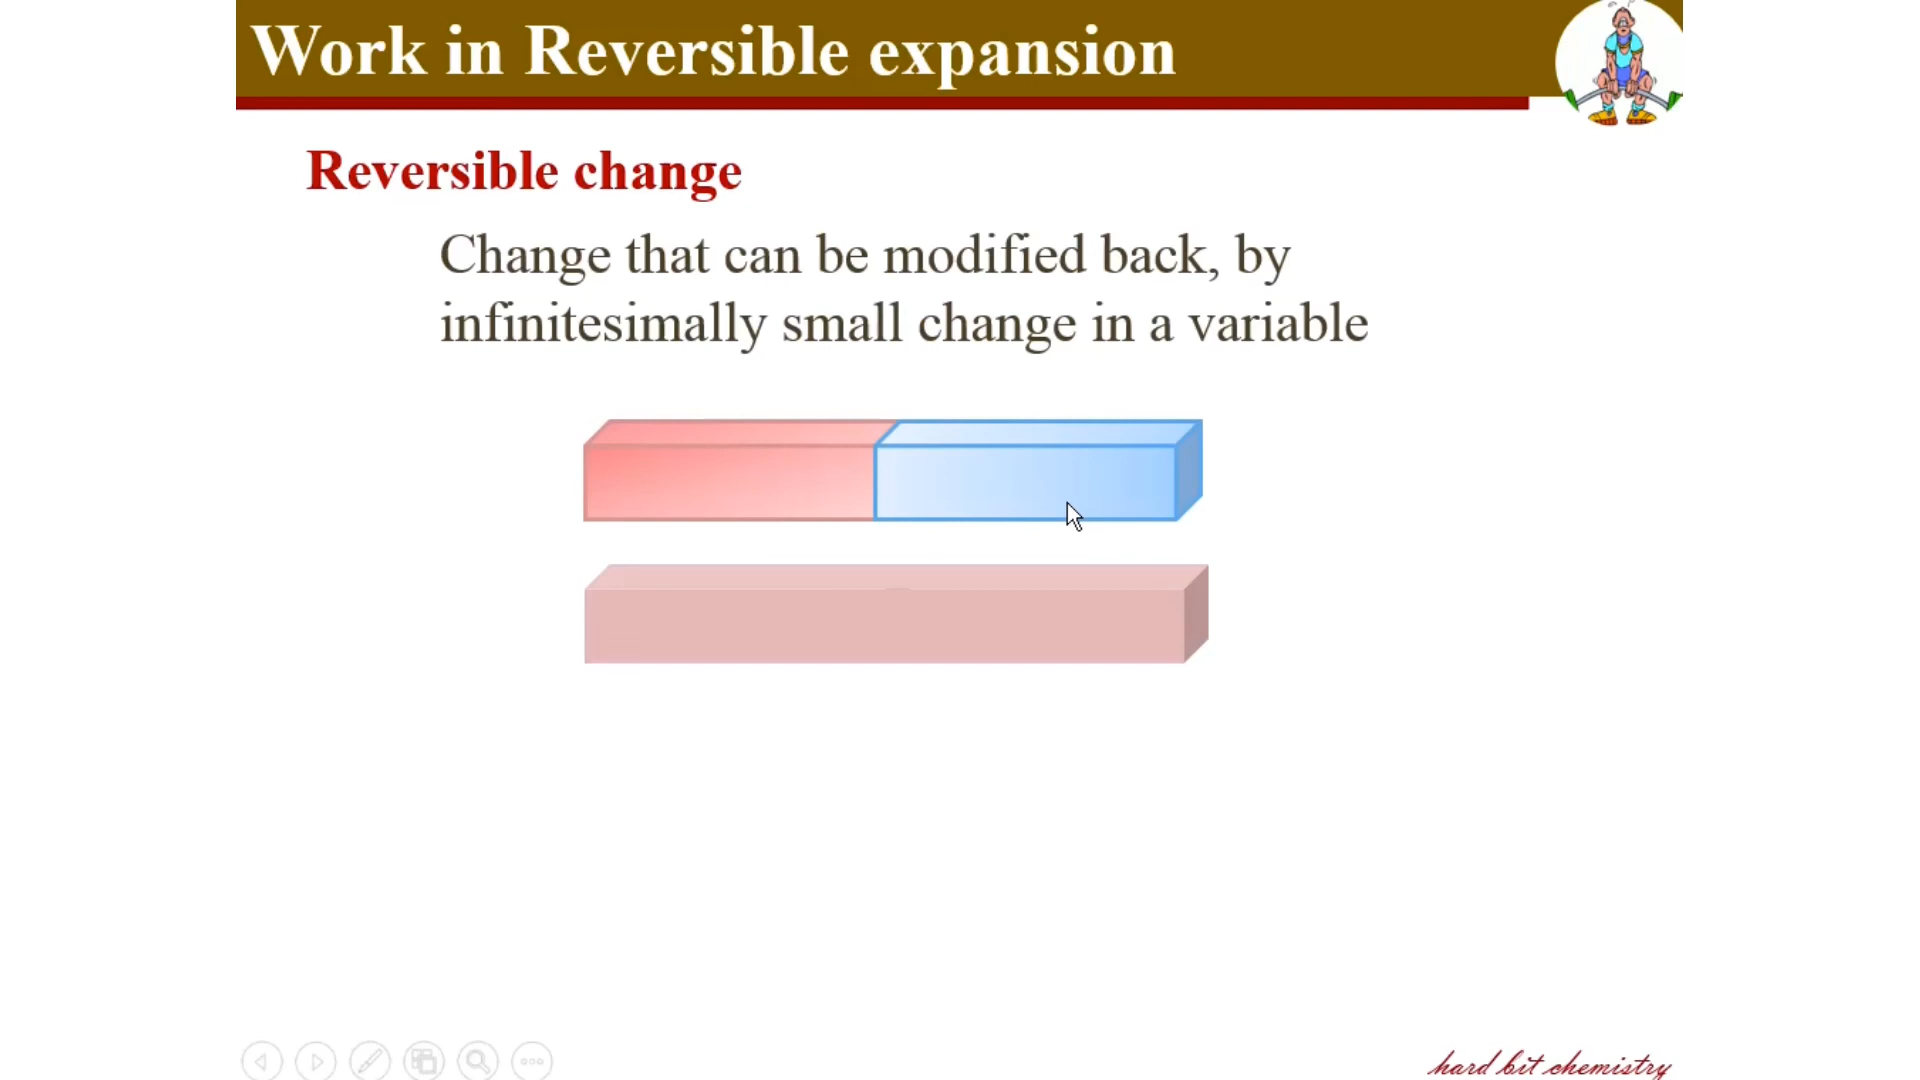 Work in Reversible expansion
Reversible change
Change that can be modified back, by
infinitesimally small change in a variable
hard bit chemistry